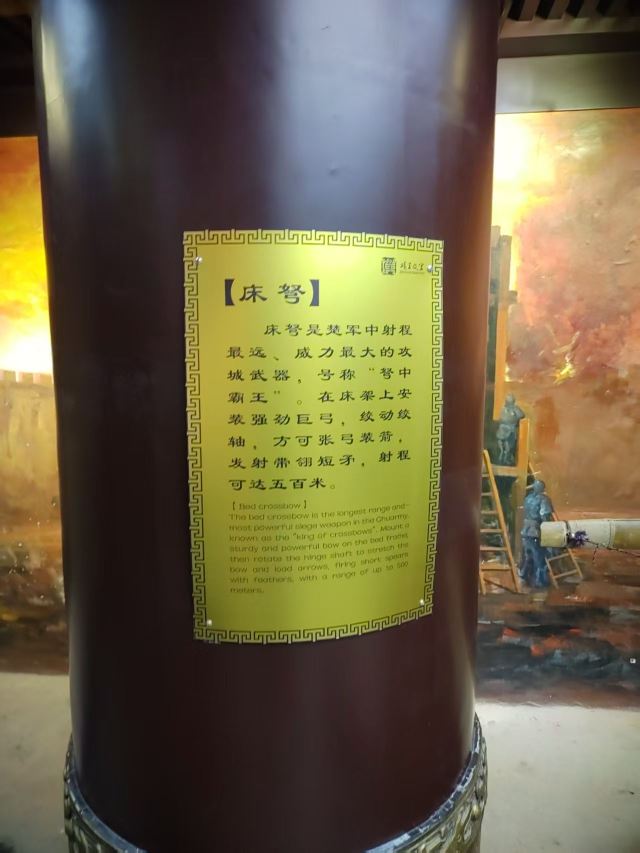 【床弩】
床弩是楚军中射程
最远、威力最大的攻
城武器，号称“弩中
霸王”。在床架上安
装强劲巨弓，绞动绞
轴，方可张弓装箭，
发射带翎短矛，射程
可达五百米。
【Bed crossbow】
The bed crossbow is the longest range and
most powerful siege weapon in the Chuarmy,
known as the "king of crossbows". Mount a
sturdy and powerful bow on the bed frame,
then rotate the hinge shaft to stretch the
bow and load arrows, firing short spears
with feathers, with a range of up to 500
meters.